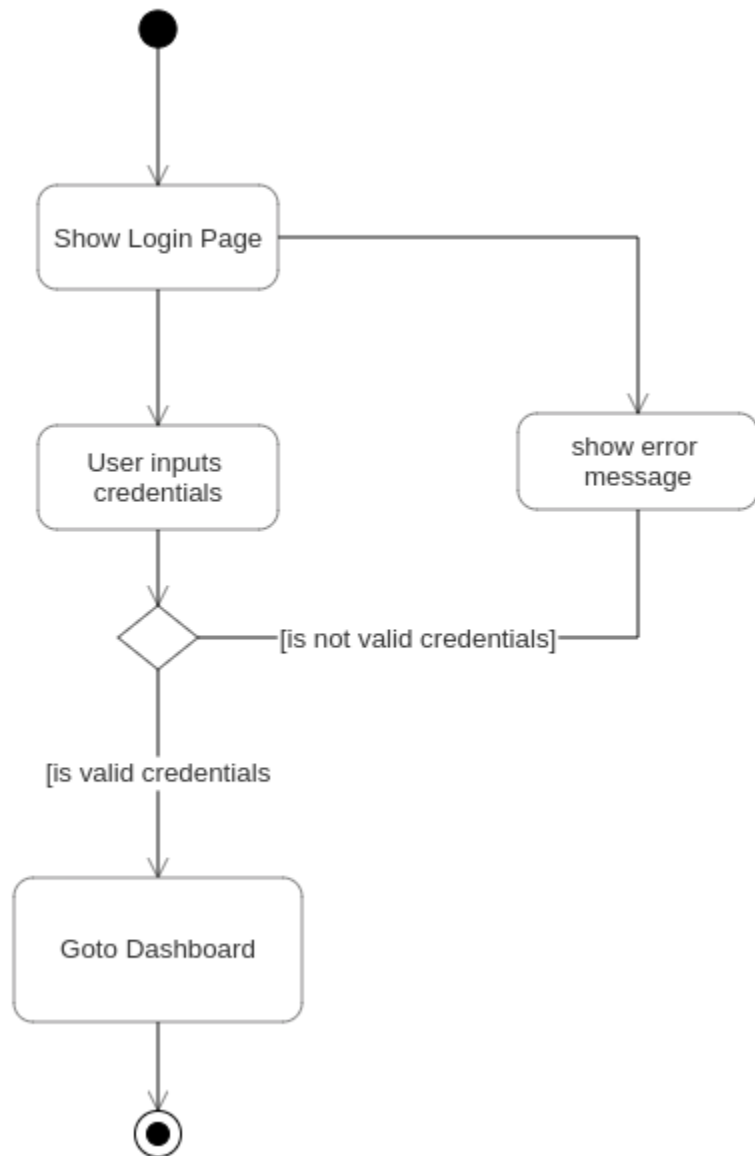 Show Login Page
User inputs
credentials
show error
message
[is not valid credentials]
[is valid credentials
Goto Dashboard